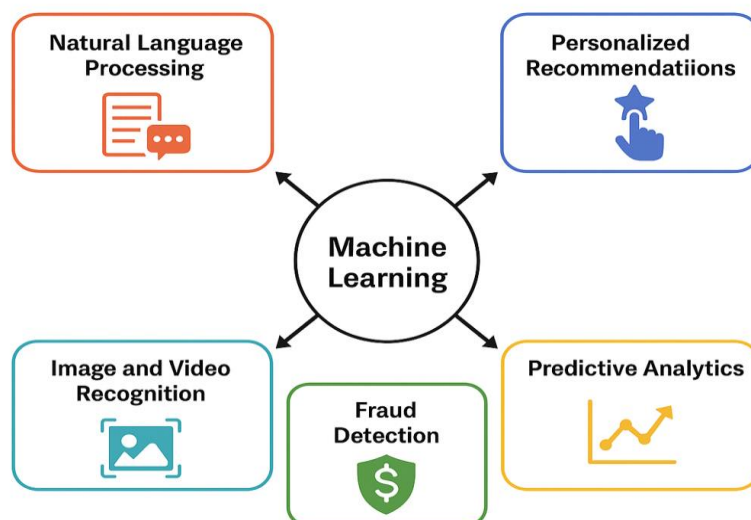 Natural Language
Processing
Personalized
Recommendatiions
Machine
Learning
Image and Video
Recognition
Fraud
Detection
$
Predictive Analytics